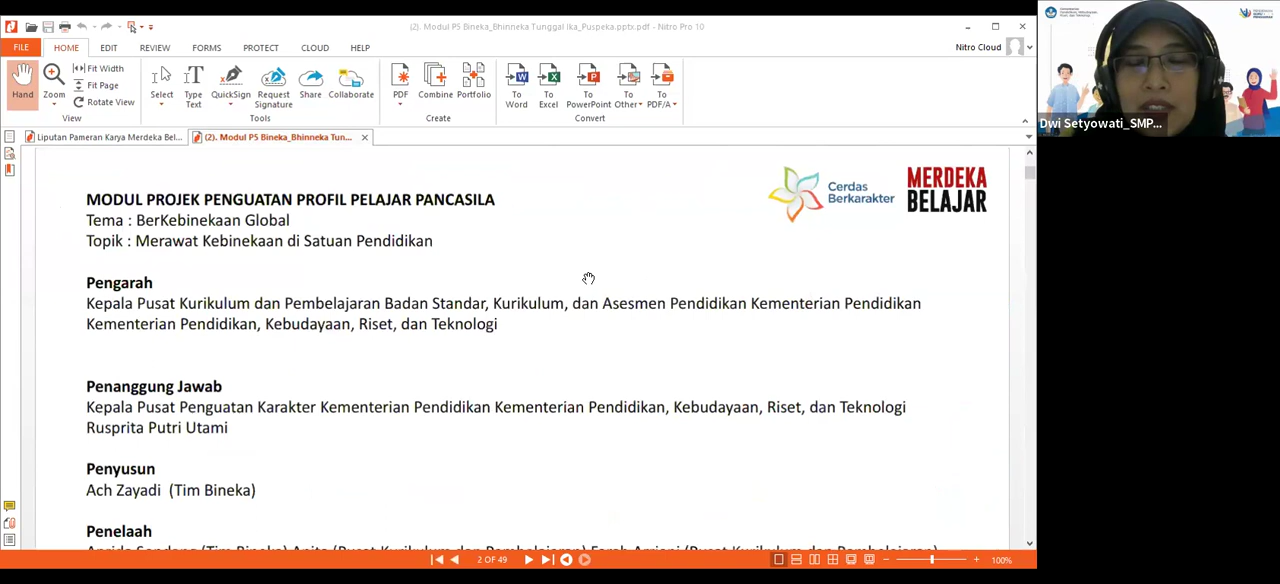 (2). Modul P5 Bineka_Bhinneka Tunggal Ika_Puspeka.pptx.pdf - Nitro Pro 10
FILE HOME EDIT REVIEW FORMS PROTECT CLOUD HELP
Nitro Cloud
Hand
Zoom
Fit Width
Fit Page
Rotate View
View
Select
Type Text
QuickSign
Request Signature
Share
Collaborate
Tools
PDF
Combine
Portfolio
Create
To Word
To Excel
To PowerPoint
To Other
To PDF/A
Convert
Liputan Pameran Karya Merdeka Bel...
(2). Modul P5 Bineka_Bhinneka Tun...
Cerdas
Berkarakter
MERDEKA
BELAJAR
MODUL PROJEK PENGUATAN PROFIL PELAJAR PANCASILA
Tema : BerKebinekaan Global
Topik : Merawat Kebinekaan di Satuan Pendidikan
Pengarah
Kepala Pusat Kurikulum dan Pembelajaran Badan Standar, Kurikulum, dan Asesmen Pendidikan Kementerian Pendidikan
Kementerian Pendidikan, Kebudayaan, Riset, dan Teknologi
Penanggung Jawab
Kepala Pusat Penguatan Karakter Kementerian Pendidikan Kementerian Pendidikan, Kebudayaan, Riset, dan Teknologi
Rusprita Putri Utami
Penyusun
Ach Zayadi (Tim Bineka)
Penelaah
2 OF 49
100%
Dwi Setyowati_SMP...